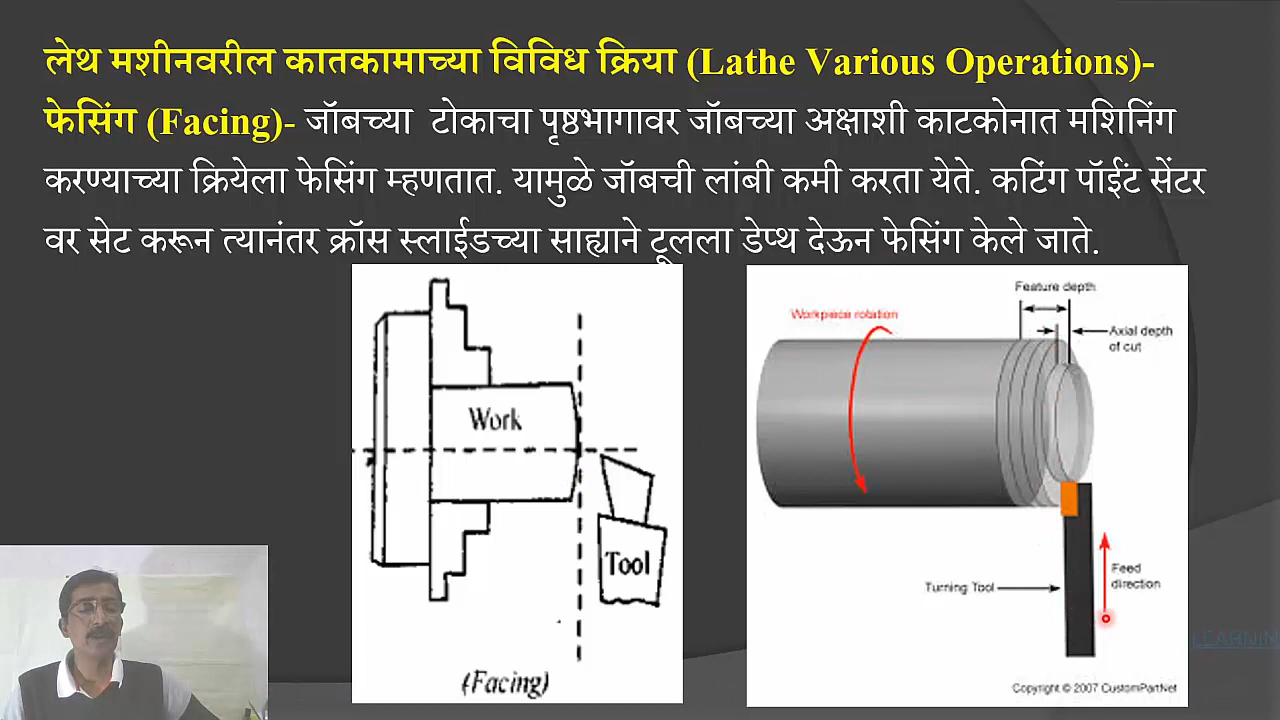 लेथ मशीनवरील कातकामाच्या विविध क्रिया (Lathe Various Operations)-
फेसिंग (Facing)- जॉबच्या टोकाचा पृष्ठभागावर जॉबच्या अक्षाशी काटकोनात मशिनिंग
करण्याच्या क्रियेला फेसिंग म्हणतात. यामुळे जॉबची लांबी कमी करता येते. कटिंग पॉईंट सेंटर
वर सेट करून त्यानंतर क्रॉस स्लाईडच्या साह्याने टूलला डेप्थ देऊन फेसिंग केले जाते.
Work
Tool
(Facing)
Feature depth
Workpiece rotation
Axial depth
of cut
Turning Tool
Feed
direction
Copyright © 2007 CustomPartNet
LEARNIN